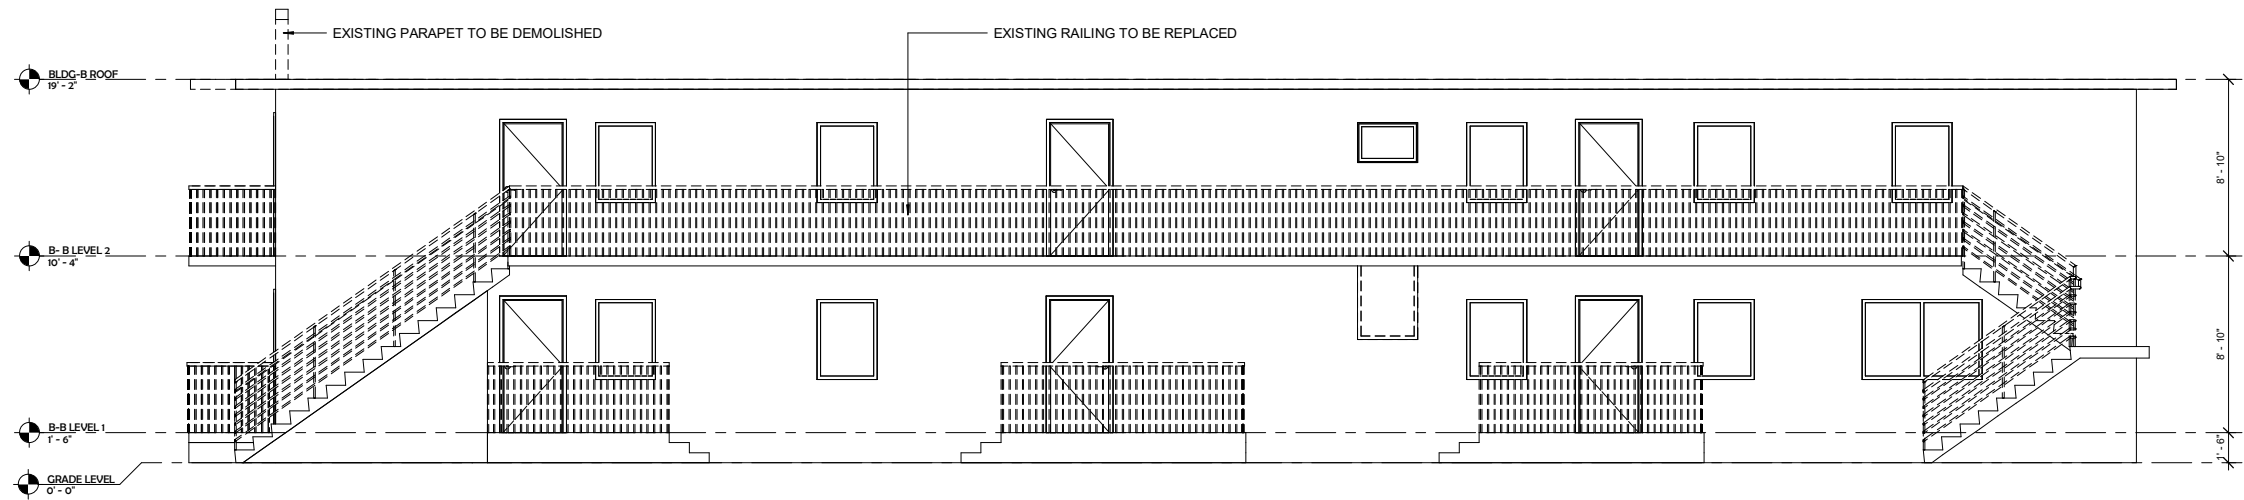 EXISTING PARAPET TO BE DEMOLISHED
EXISTING RAILING TO BE REPLACED
BLDG-B ROOF
19' - 2"
8' - 10"
B- B LEVEL 2
10' - 4"
8' - 10"
B-B LEVEL 1
1' - 6"
1' - 6"
GRADE LEVEL
0' - 0"